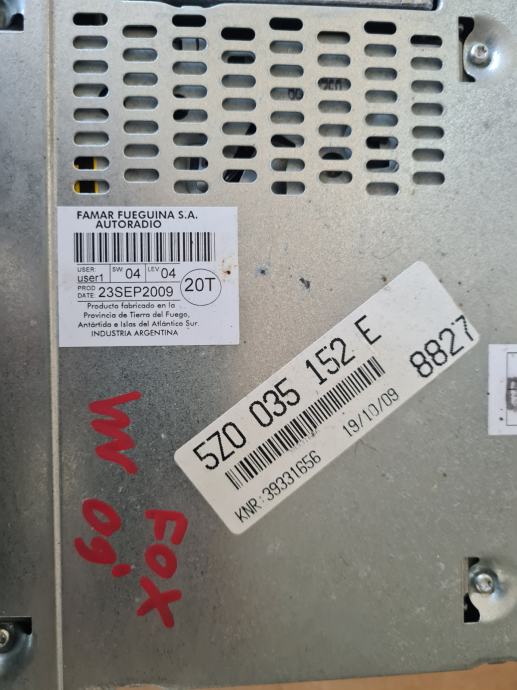 FAMAR FUEGUINA S.A.
AUTORADIO
USER: user1 SW 04 LEV 04
PROD DATE: 23SEP2009
20T
Producto fabricado en la
Provincia de Tierra del Fuego,
Antártida e Islas del Atlántico Sur
INDUSTRIA ARGENTINA
5Z0 035 152 E
8827
KNR:39331656
19/10/09
VW FOX
09'